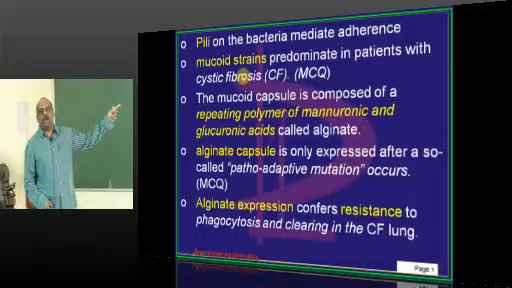 o Pili on the bacteria mediate adherence
o mucoid strains predominate in patients with
cystic fibrosis (CF). (MCQ)
o The mucoid capsule is composed of a
repeating polymer of mannuronic and
glucuronic acids called alginate.
o alginate capsule is only expressed after a so-
called "patho-adaptive mutation" occurs.
(MCQ)
o Alginate expression confers resistance to
phagocytosis and clearing in the CF lung.
Page